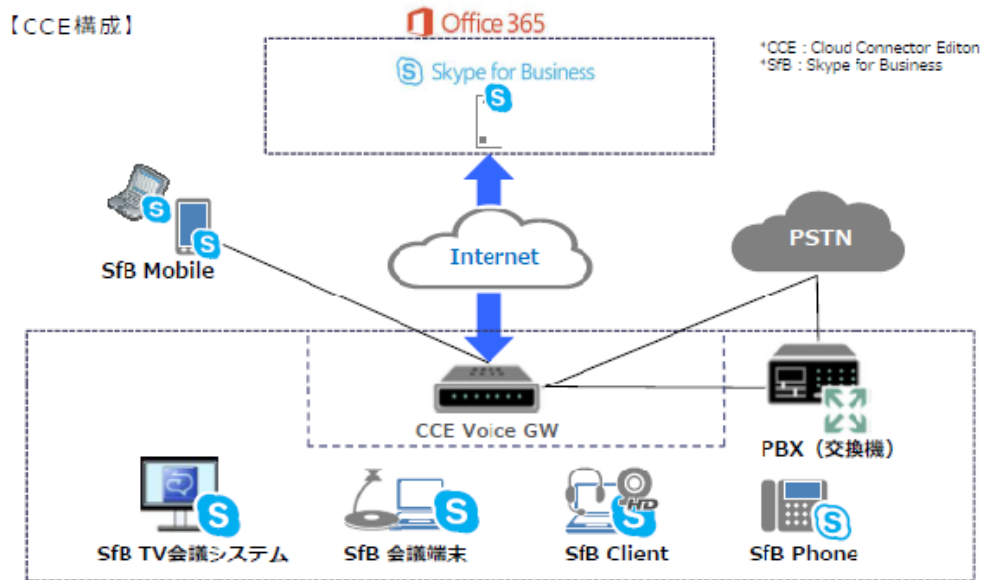 【CCE構成】
Office 365
*CCE : Cloud Connector Editon
*SfB : Skype for Business
S Skype for Business
S
S
S
SfB Mobile
Internet
PSTN
CCE Voice GW
PBX（交換機）
S
S
HD
S
S
SfB TV会議システム
SfB 会議端末
SfB Client
SfB Phone